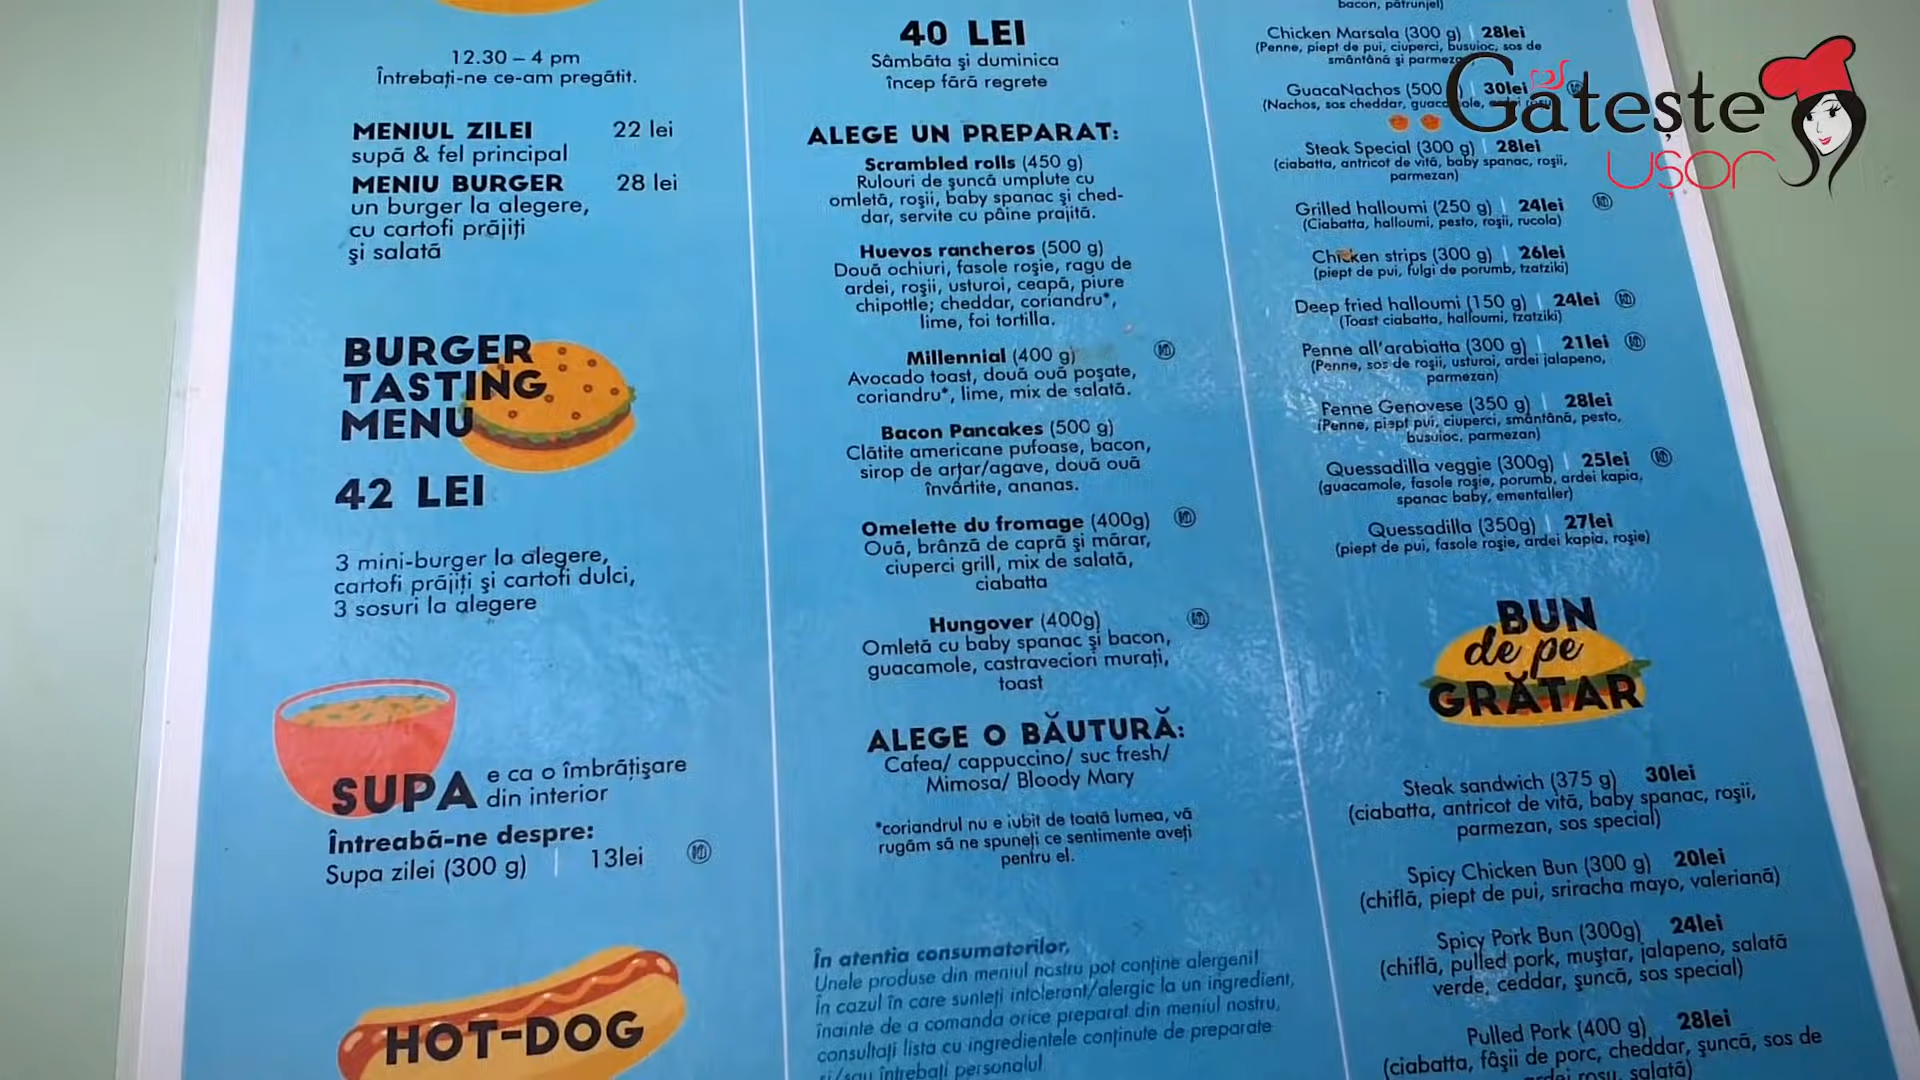 12.30 – 4 pm
Întrebați-ne ce-am pregătit.
MENIUL ZILEI 22 lei
supă & fel principal
MENIU BURGER 28 lei
un burger la alegere,
cu cartofi prăjiți
și salată
BURGER
TASTING
MENU
42 LEI
3 mini-burger la alegere,
cartofi prăjiți și cartofi dulci,
3 sosuri la alegere
SUPA e ca o îmbrățișare
din interior
Întreabă-ne despre:
Supa zilei (300 g) | 13lei
HOT-DOG
40 LEI
Sâmbăta și duminica
încep fără regrete
ALEGE UN PREPARAT:
Scrambled rolls (450 g)
Rulouri de șuncă umplute cu
omletă, roșii, baby spanac și ched-
dar, servite cu pâine prajită.
Huevos rancheros (500 g)
Două ochiuri, fasole roșie, ragu de
ardei, roșii, usturoi, ceapă, piure
chipottle; cheddar, coriandru*,
lime, foi tortilla.
Millennial (400 g)
Avocado toast, două ouă poșate,
coriandru*, lime, mix de salată.
Bacon Pancakes (500 g)
Clătite americane pufoase, bacon,
sirop de arțar/agave, două ouă
învârtite, ananas.
Omelette du fromage (400g)
Ouă, brânză de capră și mărar,
ciuperci grill, mix de salată,
ciabatta
Hungover (400g)
Omletă cu baby spanac și bacon,
guacamole, castraveciori murați,
toast
ALEGE O BĂUTURĂ:
Cafea/ cappuccino/ suc fresh/
Mimosa/ Bloody Mary
*coriandrul nu e iubit de toată lumea, vă
rugăm să ne spuneți ce sentimente aveți
pentru el.
În atentia consumatorilor,
Unele produse din meniul nostru pot conține alergeni!
În cazul în care sunteți intolerant/alergic la un ingredient,
înainte de a comanda orice preparat din meniul nostru,
consultați lista cu ingredientele conținute de preparate
și/sau întrebați personalul
bacon, pătrunjel)
Chicken Marsala (300 g) | 28lei
(Penne, piept de pui, ciuperci, busuioc, sos de
smântână și parmezan)
GuacaNachos (500 g) | 30lei
(Nachos, sos cheddar, guacamole, ardei roșu)
Steak Special (300 g) | 28lei
(ciabatta, antricot de vită, baby spanac, roșii,
parmezan)
Grilled halloumi (250 g) | 24lei
(Ciabatta, halloumi, pesto, roșii, rucola)
Chicken strips (300 g) | 26lei
(piept de pui, fulgi de porumb, tzatziki)
Deep fried halloumi (150 g) | 24lei
(Toast ciabatta, halloumi, tzatziki)
Penne all'arabiatta (300 g) | 21lei
(Penne, sos de roșii, usturoi, ardei jalapeno,
parmezan)
Penne Genovese (350 g) | 28lei
(Penne, piept pui, ciuperci, smântână, pesto,
busuioc, parmezan)
Quessadilla veggie (300g) | 25lei
(guacamole, fasole roșie, porumb, ardei kapia,
spanac baby, ementaller)
Quessadilla (350g) | 27lei
(piept de pui, fasole roșie, ardei kapia, roșie)
BUN
de pe
GRĂTAR
Steak sandwich (375 g) 30lei
(ciabatta, antricot de vită, baby spanac, roșii,
parmezan, sos special)
Spicy Chicken Bun (300 g) 20lei
(chiflă, piept de pui, sriracha mayo, valeriană)
Spicy Pork Bun (300g) 24lei
(chiflă, pulled pork, muștar, jalapeno, salată
verde, ceddar, șuncă, sos special)
Pulled Pork (400 g) 28lei
(ciabatta, fâșii de porc, cheddar, șuncă, sos de
ardei roșu, salată)
Gătește
UȘOR